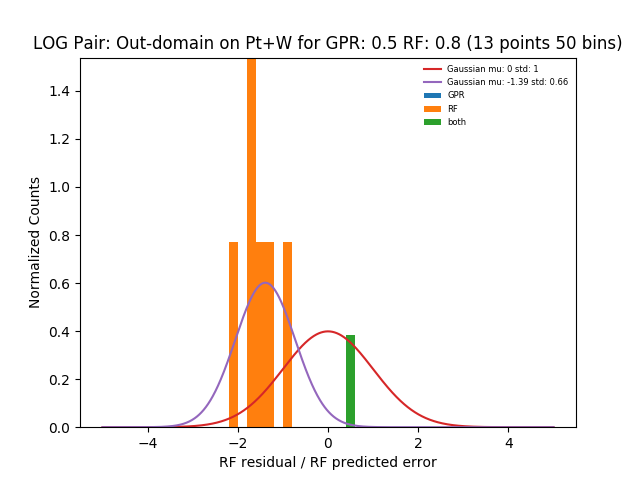 LOG Pair: Out-domain on Pt+W for GPR: 0.5 RF: 0.8 (13 points 50 bins)
Gaussian mu: 0 std: 1
Gaussian mu: -1.39 std: 0.66
GPR
RF
both
Normalized Counts
1.4
1.2
1.0
0.8
0.6
0.4
0.2
0.0
−4
−2
0
2
4
RF residual / RF predicted error